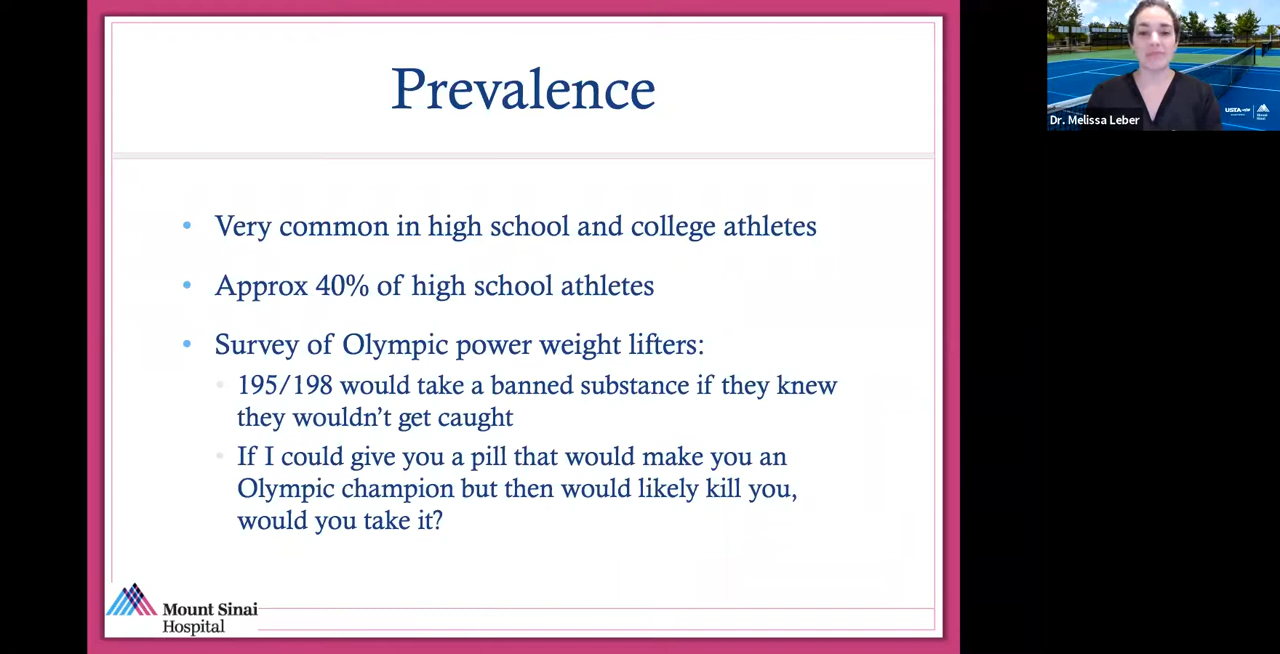 Prevalence
• Very common in high school and college athletes
• Approx 40% of high school athletes
• Survey of Olympic power weight lifters:
• 195/198 would take a banned substance if they knew
they wouldn’t get caught
• If I could give you a pill that would make you an
Olympic champion but then would likely kill you,
would you take it?
Mount Sinai
Hospital
USTA
Mount
Sinai
Dr. Melissa Leber